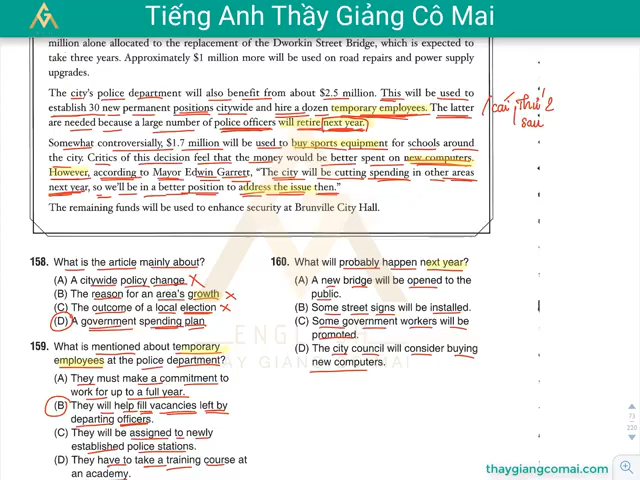 Tiếng Anh Thầy Giảng Cô Mai
million alone allocated to the replacement of the Dworkin Street Bridge, which is expected to
take three years. Approximately $1 million more will be used on road repairs and power supply
upgrades.
The city's police department will also benefit from about $2.5 million. This will be used to
establish 30 new permanent positions citywide and hire a dozen temporary employees. The latter
are needed because a large number of police officers will retire next year.
cái thứ 2
sau
Somewhat controversially, $1.7 million will be used to buy sports equipment for schools around
the city. Critics of this decision feel that the money would be better spent on new computers.
However, according to Mayor Edwin Garrett, "The city will be cutting spending in other areas
next year, so we'll be in a better position to address the issue then."
The remaining funds will be used to enhance security at Brunville City Hall.
158. What is the article mainly about?
(A) A citywide policy change
(B) The reason for an area's growth
(C) The outcome of a local election
(D) A government spending plan
159. What is mentioned about temporary
employees at the police department?
(A) They must make a commitment to
work for up to a full year.
(B) They will help fill vacancies left by
departing officers.
(C) They will be assigned to newly
established police stations.
(D) They have to take a training course at
an academy.
160. What will probably happen next year?
(A) A new bridge will be opened to the
public.
(B) Some street signs will be installed.
(C) Some government workers will be
promoted.
(D) The city council will consider buying
new computers.
73
220
thaygiangcomai.com